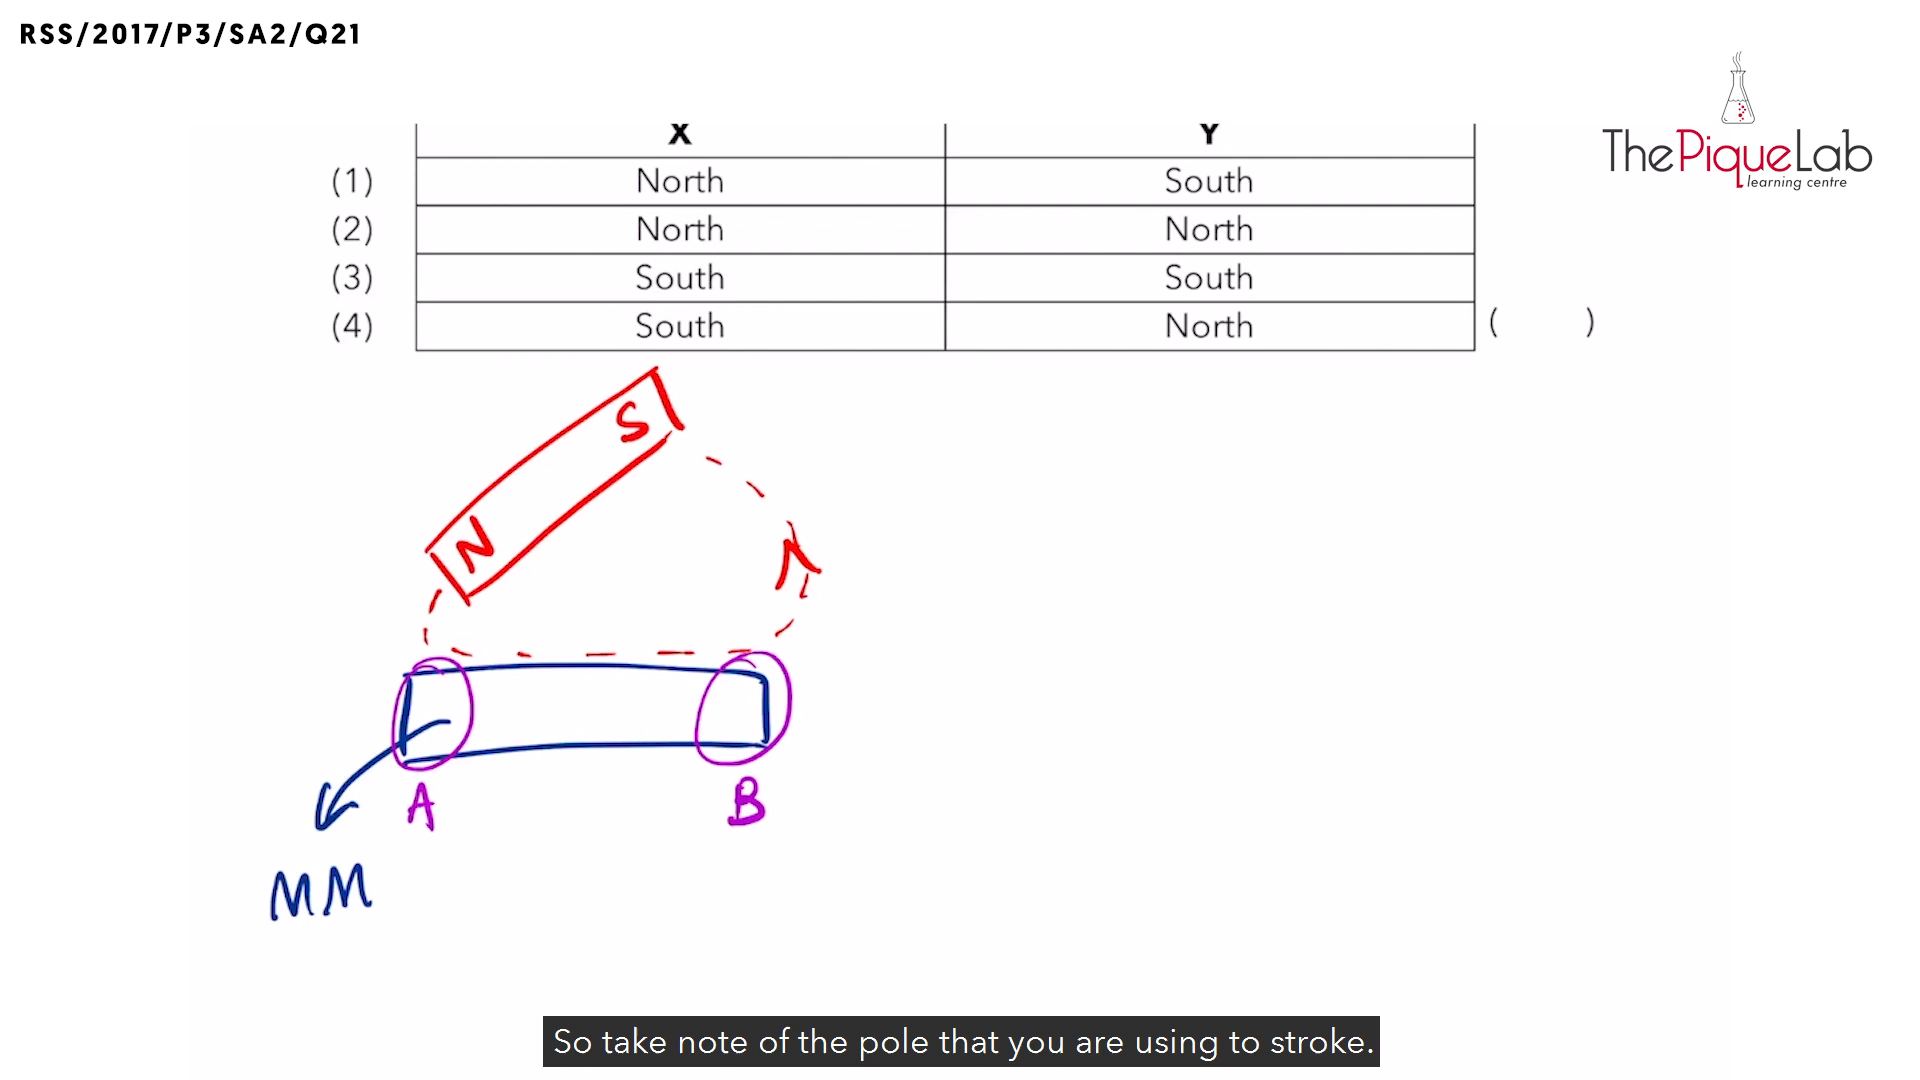 RSS/2017/P3/SA2/Q21
ThePiqueLab
learning centre
X Y
(1) North South
(2) North North
(3) South South
(4) South North ( )
S
N
A B
MM
So take note of the pole that you are using to stroke.